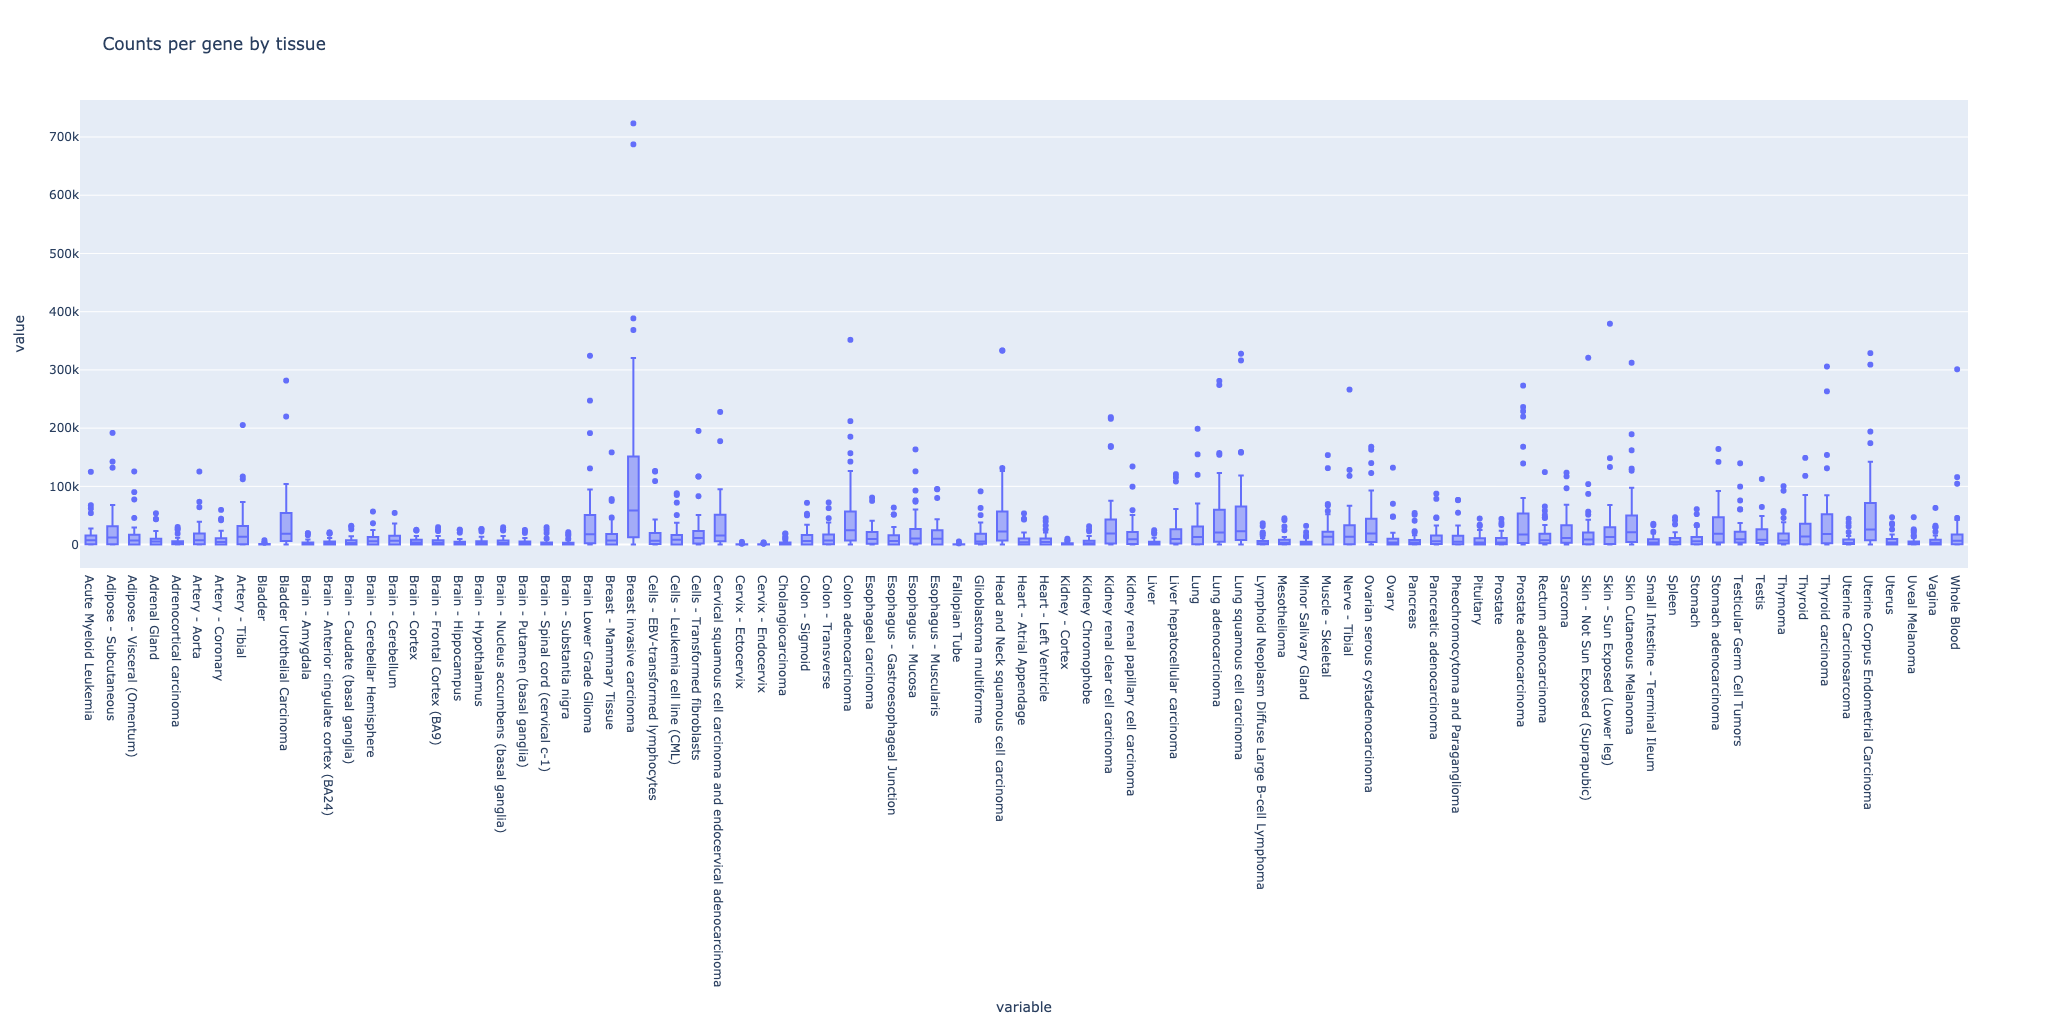 Counts per gene by tissue
700k
600k
500k
400k
300k
200k
100k
0
value
Acute Myeloid Leukemia
Adipose - Subcutaneous
Adipose - Visceral (Omentum)
Adrenal Gland
Adrenocortical carcinoma
Artery - Aorta
Artery - Coronary
Artery - Tibial
Bladder
Bladder Urothelial Carcinoma
Brain - Amygdala
Brain - Anterior cingulate cortex (BA24)
Brain - Caudate (basal ganglia)
Brain - Cerebellar Hemisphere
Brain - Cerebellum
Brain - Cortex
Brain - Frontal Cortex (BA9)
Brain - Hippocampus
Brain - Hypothalamus
Brain - Nucleus accumbens (basal ganglia)
Brain - Putamen (basal ganglia)
Brain - Spinal cord (cervical c-1)
Brain - Substantia nigra
Brain Lower Grade Glioma
Breast - Mammary Tissue
Breast invasive carcinoma
Cells - EBV-transformed lymphocytes
Cells - Leukemia cell line (CML)
Cells - Transformed fibroblasts
Cervical squamous cell carcinoma and endocervical adenocarcinoma
Cervix - Ectocervix
Cervix - Endocervix
Cholangiocarcinoma
Colon - Sigmoid
Colon - Transverse
Colon adenocarcinoma
Esophageal carcinoma
Esophagus - Gastroesophageal Junction
Esophagus - Mucosa
Esophagus - Muscularis
Fallopian Tube
Glioblastoma multiforme
Head and Neck squamous cell carcinoma
Heart - Atrial Appendage
Heart - Left Ventricle
Kidney - Cortex
Kidney Chromophobe
Kidney renal clear cell carcinoma
Kidney renal papillary cell carcinoma
Liver
Liver hepatocellular carcinoma
Lung
Lung adenocarcinoma
Lung squamous cell carcinoma
Lymphoid Neoplasm Diffuse Large B-cell Lymphoma
Mesothelioma
Minor Salivary Gland
Muscle - Skeletal
Nerve - Tibial
Ovarian serous cystadenocarcinoma
Ovary
Pancreas
Pancreatic adenocarcinoma
Pheochromocytoma and Paraganglioma
Pituitary
Prostate
Prostate adenocarcinoma
Rectum adenocarcinoma
Sarcoma
Skin - Not Sun Exposed (Suprapubic)
Skin - Sun Exposed (Lower leg)
Skin Cutaneous Melanoma
Small Intestine - Terminal Ileum
Spleen
Stomach
Stomach adenocarcinoma
Testicular Germ Cell Tumors
Testis
Thymoma
Thyroid
Thyroid carcinoma
Uterine Carcinosarcoma
Uterine Corpus Endometrial Carcinoma
Uterus
Uveal Melanoma
Vagina
Whole Blood
variable